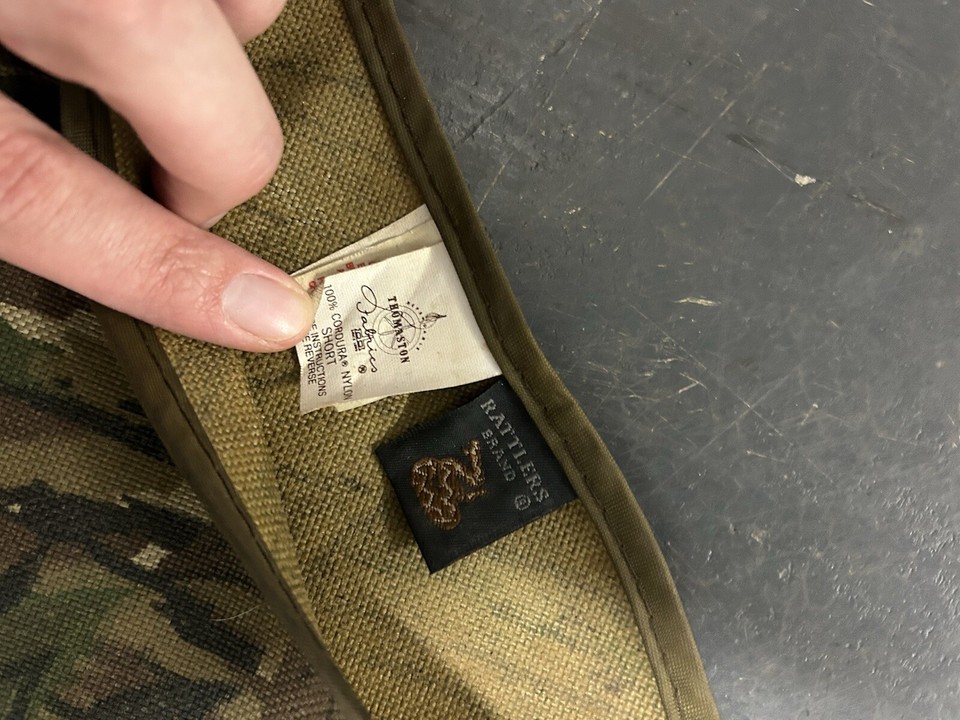 THOMASTON
Fabrics ®
100% CORDURA® NYLON
SHORT
INSTRUCTIONS
REVERSE
RATTLERS
BRAND ®